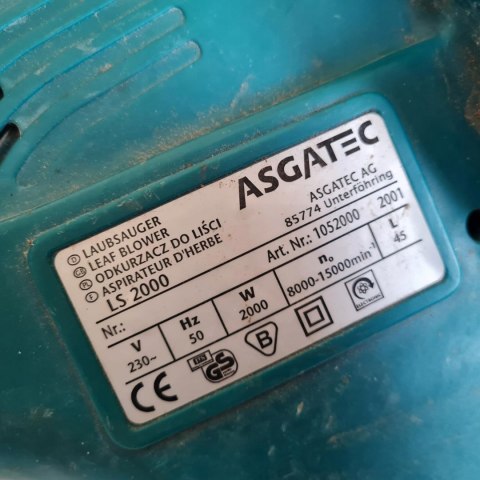 ASGATEC
ASGATEC AG
85774 Unterföhring
D LAUBSAUGER
GB LEAF BLOWER
PL ODKURZACZ DO LIŚCI
F ASPIRATEUR D'HERBE
LS 2000
Art. Nr.: 1052000 2001
Nr.:
V Hz W n₀ L
230~ 50 2000 8000-15000min⁻¹ 45
CE GS B ELECTRONIC